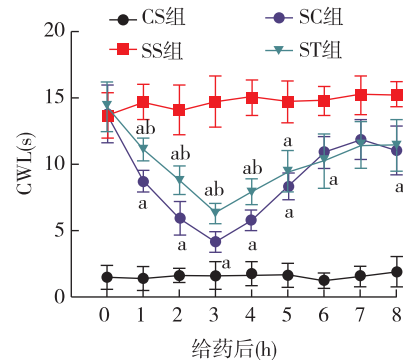 CS组 SC组
SS组 ST组
20
15
10
5
0
CWL(s)
ab
ab
ab
ab
a
a
a
a
a
a
a
a
0 1 2 3 4 5 6 7 8
给药后(h)